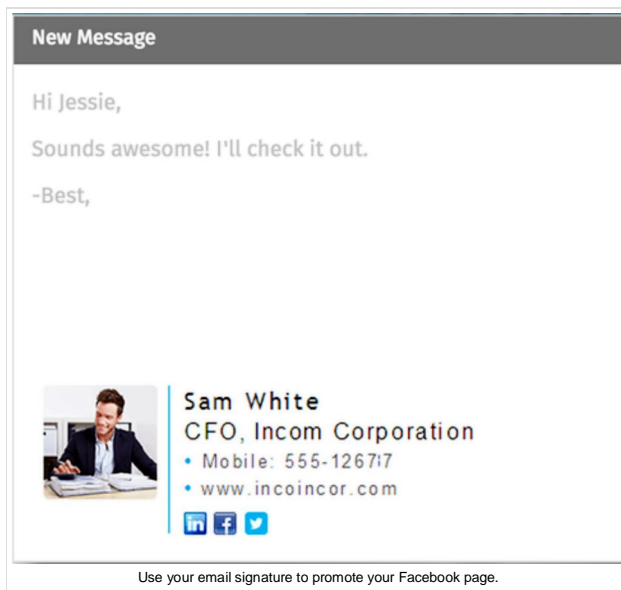 New Message
Hi Jessie,
Sounds awesome! I'll check it out.
-Best,
Sam White
CFO, Incom Corporation
• Mobile:
• www.incoincor.com
in f
Use your email signature to promote your Facebook page.